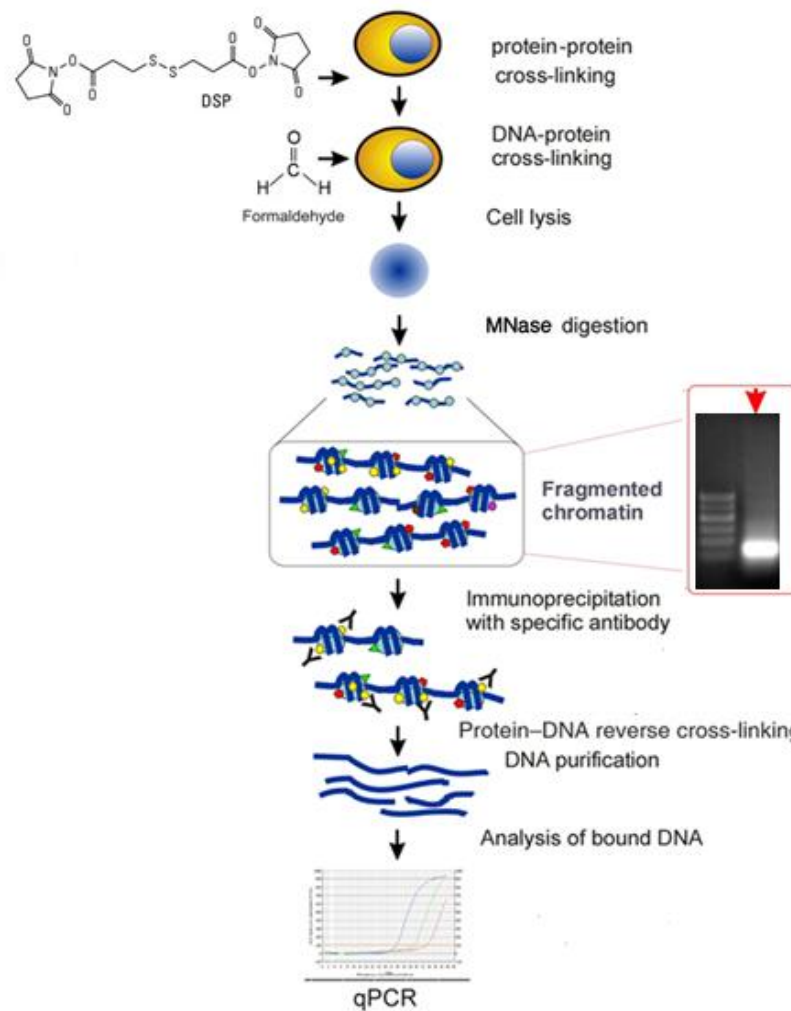 DSP
protein-protein
cross-linking
DNA-protein
cross-linking
O
C
H H
Formaldehyde
Cell lysis
MNase digestion
Fragmented
chromatin
Immunoprecipitation
with specific antibody
Protein–DNA reverse cross-linking
DNA purification
Analysis of bound DNA
qPCR